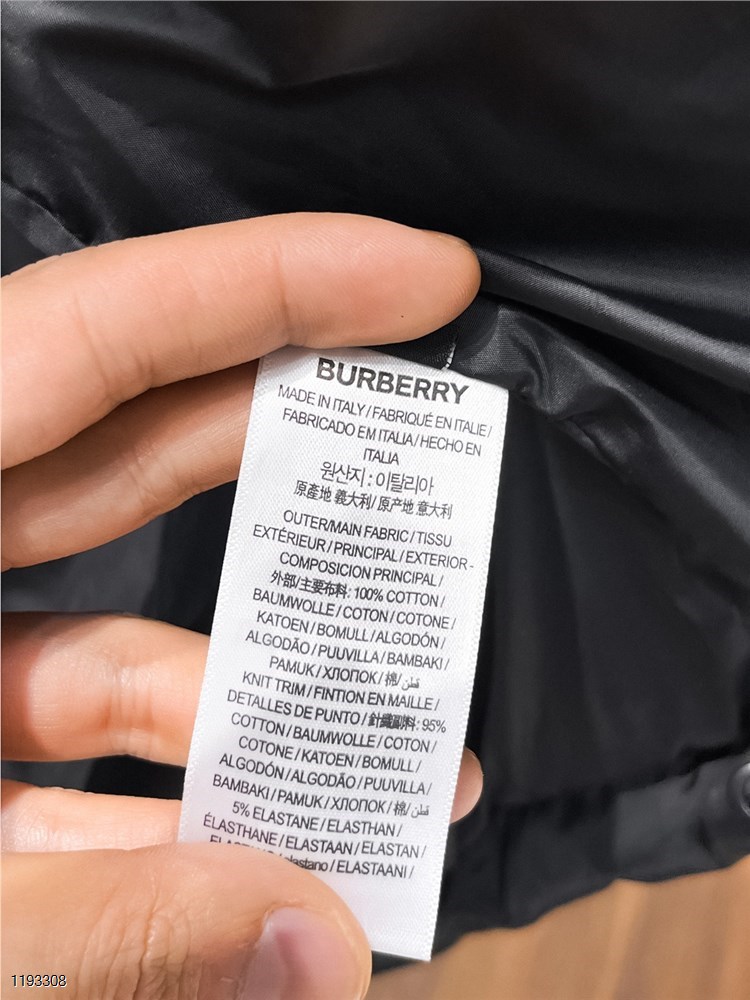 BURBERRY
MADE IN ITALY / FABRIQUÉ EN ITALIE /
FABRICADO EM ITALIA / HECHO EN
ITALIA
원산지 : 이탈리아
原產地 義大利 / 原产地 意大利
OUTER/MAIN FABRIC / TISSU
EXTÉRIEUR / PRINCIPAL / EXTERIOR -
COMPOSICION PRINCIPAL /
外部/主要布料: 100% COTTON /
BAUMWOLLE / COTON / COTONE /
KATOEN / BOMULL / ALGODÓN /
ALGODÃO / PUUVILLA / BAMBAKI /
PAMUK / ХЛОПОК / 棉/ قطن
KNIT TRIM / FINTION EN MAILLE /
DETALLES DE PUNTO / 針織副料: 95%
COTTON / BAUMWOLLE / COTON /
COTONE / KATOEN / BOMULL /
ALGODÓN / ALGODÃO / PUUVILLA /
BAMBAKI / PAMUK / ХЛОПОК / 棉/ قطن
5% ELASTANE / ELASTHAN /
ÉLASTHANE / ELASTAAN / ELASTAN /
elastano / ELASTAANI /
1193308